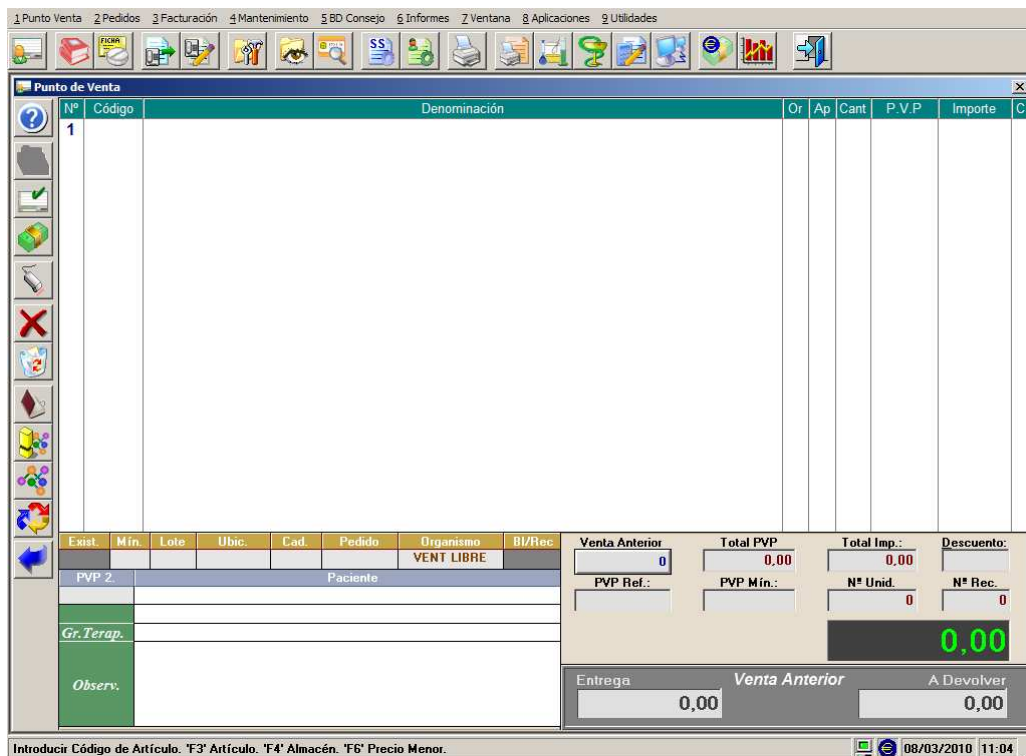 1 Punto Venta 2 Pedidos 3 Facturación 4 Mantenimiento 5 BD Consejo 6 Informes 7 Ventana 8 Aplicaciones 9 Utilidades
FICHA SS
Punto de Venta
Nº Código Denominación Or Ap Cant P.V.P Importe C
1
Exist. Mín. Lote Ubic. Cad. Pedido Organismo Bl/Rec
VENT LIBRE
PVP 2. Paciente
Gr.Terap.
Observ.
Venta Anterior Total PVP Total Imp.: Descuento:
0 0,00 0,00
PVP Ref.: PVP Mín.: Nº Unid. Nº Rec.
0 0
0,00
Entrega Venta Anterior A Devolver
0,00 0,00
Introducir Código de Artículo. 'F3' Artículo. 'F4' Almacén. 'F6' Precio Menor. 08/03/2010 11:04